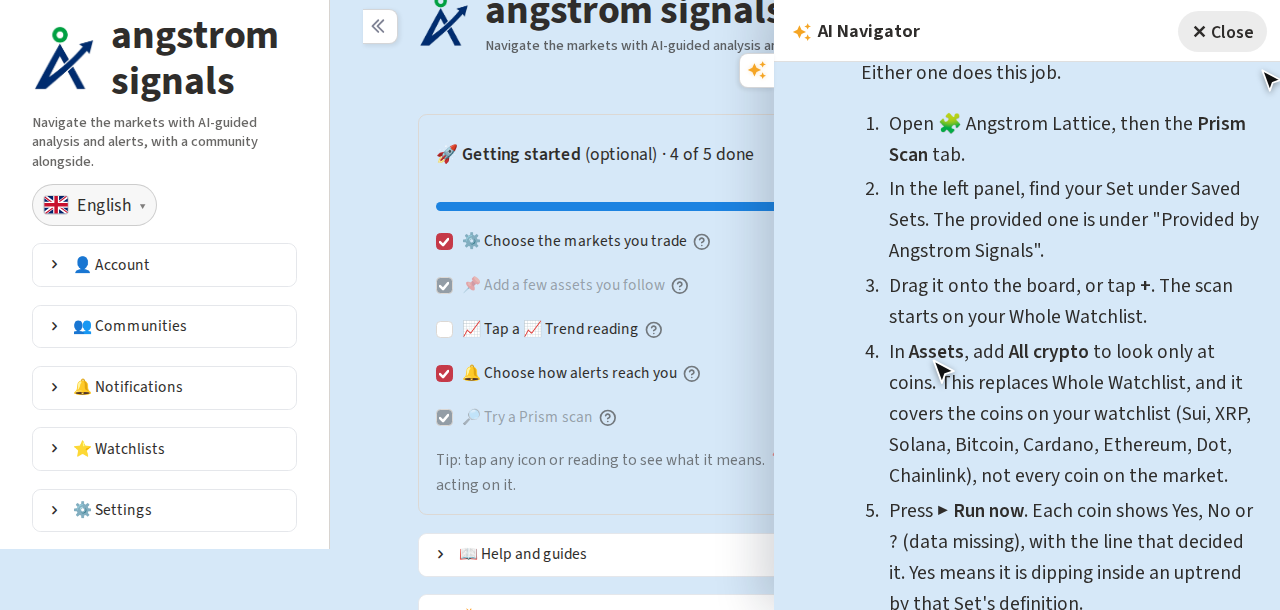 angstrom
signals
Navigate the markets with AI-guided
analysis and alerts, with a community
alongside.
English
Account
Communities
Notifications
Watchlists
Settings
angstrom signals
Navigate the markets with AI-guided analysis
Getting started (optional) · 4 of 5 done
Choose the markets you trade
Add a few assets you follow
Tap a 📈 Trend reading
Choose how alerts reach you
Try a Prism scan
Tip: tap any icon or reading to see what it means.
acting on it.
Help and guides
AI Navigator
✕ Close
Either one does this job.
1. Open 🧩 Angstrom Lattice, then the Prism
Scan tab.
2. In the left panel, find your Set under Saved
Sets. The provided one is under "Provided by
Angstrom Signals".
3. Drag it onto the board, or tap +. The scan
starts on your Whole Watchlist.
4. In Assets, add All crypto to look only at
coins. This replaces Whole Watchlist, and it
covers the coins on your watchlist (Sui, XRP,
Solana, Bitcoin, Cardano, Ethereum, Dot,
Chainlink), not every coin on the market.
5. Press ▶ Run now. Each coin shows Yes, No or
? (data missing), with the line that decided
it. Yes means it is dipping inside an uptrend
by that Set's definition.